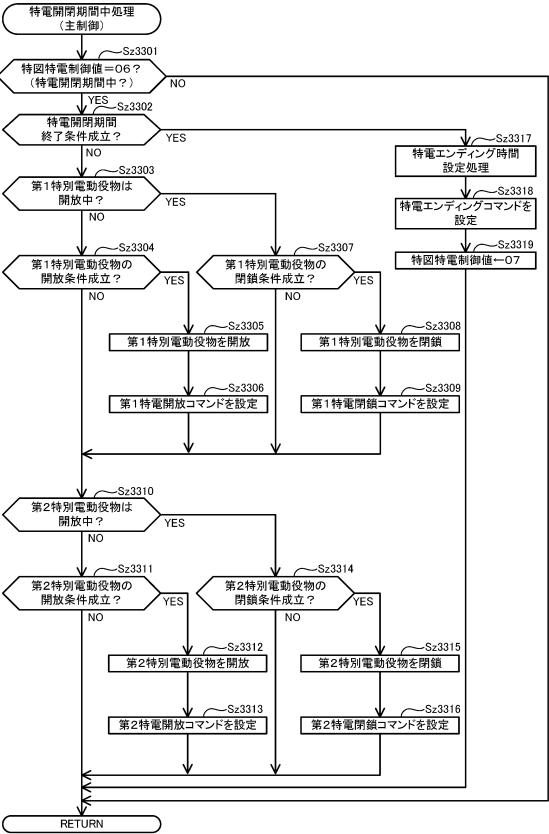 特電開閉期間中処理
(主制御)
Sz3301
特図特電制御値=06?
(特電開閉期間中?)
NO
YES
Sz3302
特電開閉期間
終了条件成立?
YES
NO
Sz3317
特電エンディング時間
設定処理
Sz3318
特電エンディングコマンドを
設定
Sz3319
特図特電制御値←07
Sz3303
第1特別電動役物は
開放中?
YES
NO
Sz3304
第1特別電動役物の
開放条件成立?
YES
NO
Sz3307
第1特別電動役物の
閉鎖条件成立?
YES
NO
Sz3305
第1特別電動役物を開放
Sz3308
第1特別電動役物を閉鎖
Sz3306
第1特電開放コマンドを設定
Sz3309
第1特電閉鎖コマンドを設定
Sz3310
第2特別電動役物は
開放中?
YES
NO
Sz3311
第2特別電動役物の
開放条件成立?
YES
NO
Sz3314
第2特別電動役物の
閉鎖条件成立?
YES
NO
Sz3312
第2特別電動役物を開放
Sz3315
第2特別電動役物を閉鎖
Sz3313
第2特電開放コマンドを設定
Sz3316
第2特電閉鎖コマンドを設定
RETURN